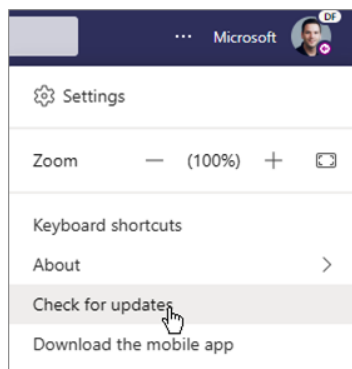 ... Microsoft
DF
Settings
Zoom — (100%) +
Keyboard shortcuts
About >
Check for updates
Download the mobile app